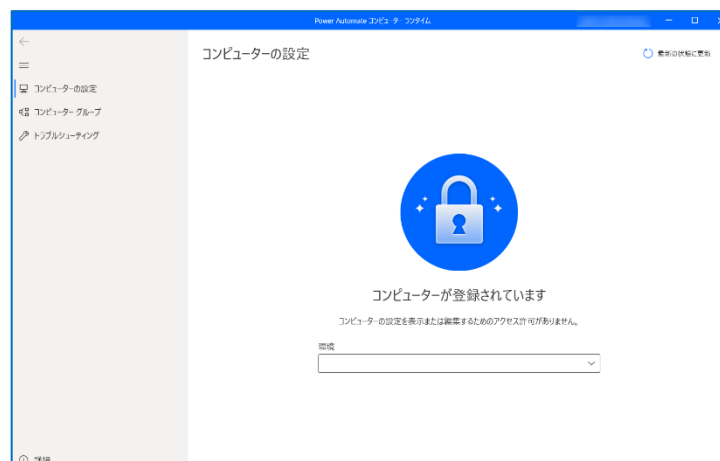 Power Automate コンピューター ランタイム
コンピューターの設定
最新の状態に更新
コンピューターの設定
コンピューター グループ
トラブルシューティング
コンピューターが登録されています
コンピューターの設定を表示または編集するためのアクセス許可がありません。
環境